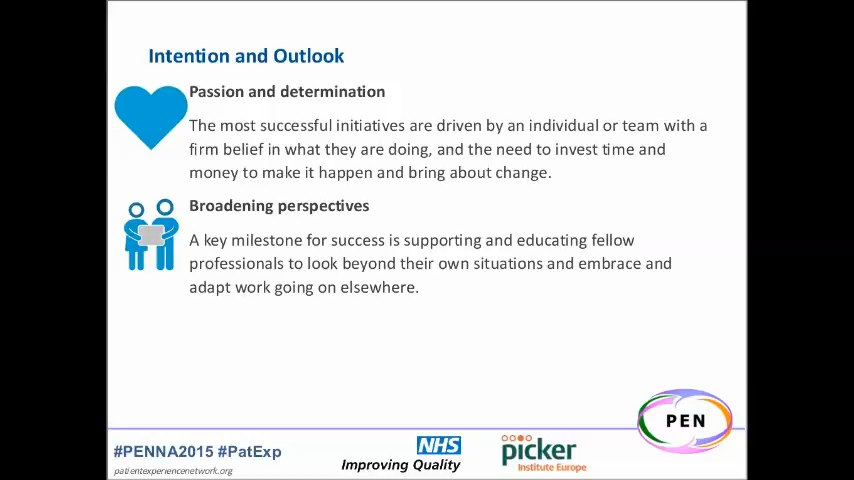 Intention and Outlook
Passion and determination
The most successful initiatives are driven by an individual or team with a
firm belief in what they are doing, and the need to invest time and
money to make it happen and bring about change.
Broadening perspectives
A key milestone for success is supporting and educating fellow
professionals to look beyond their own situations and embrace and
adapt work going on elsewhere.
PEN
#PENNA2015 #PatExp
patientexperiencenetwork.org
NHS
Improving Quality
picker
Institute Europe